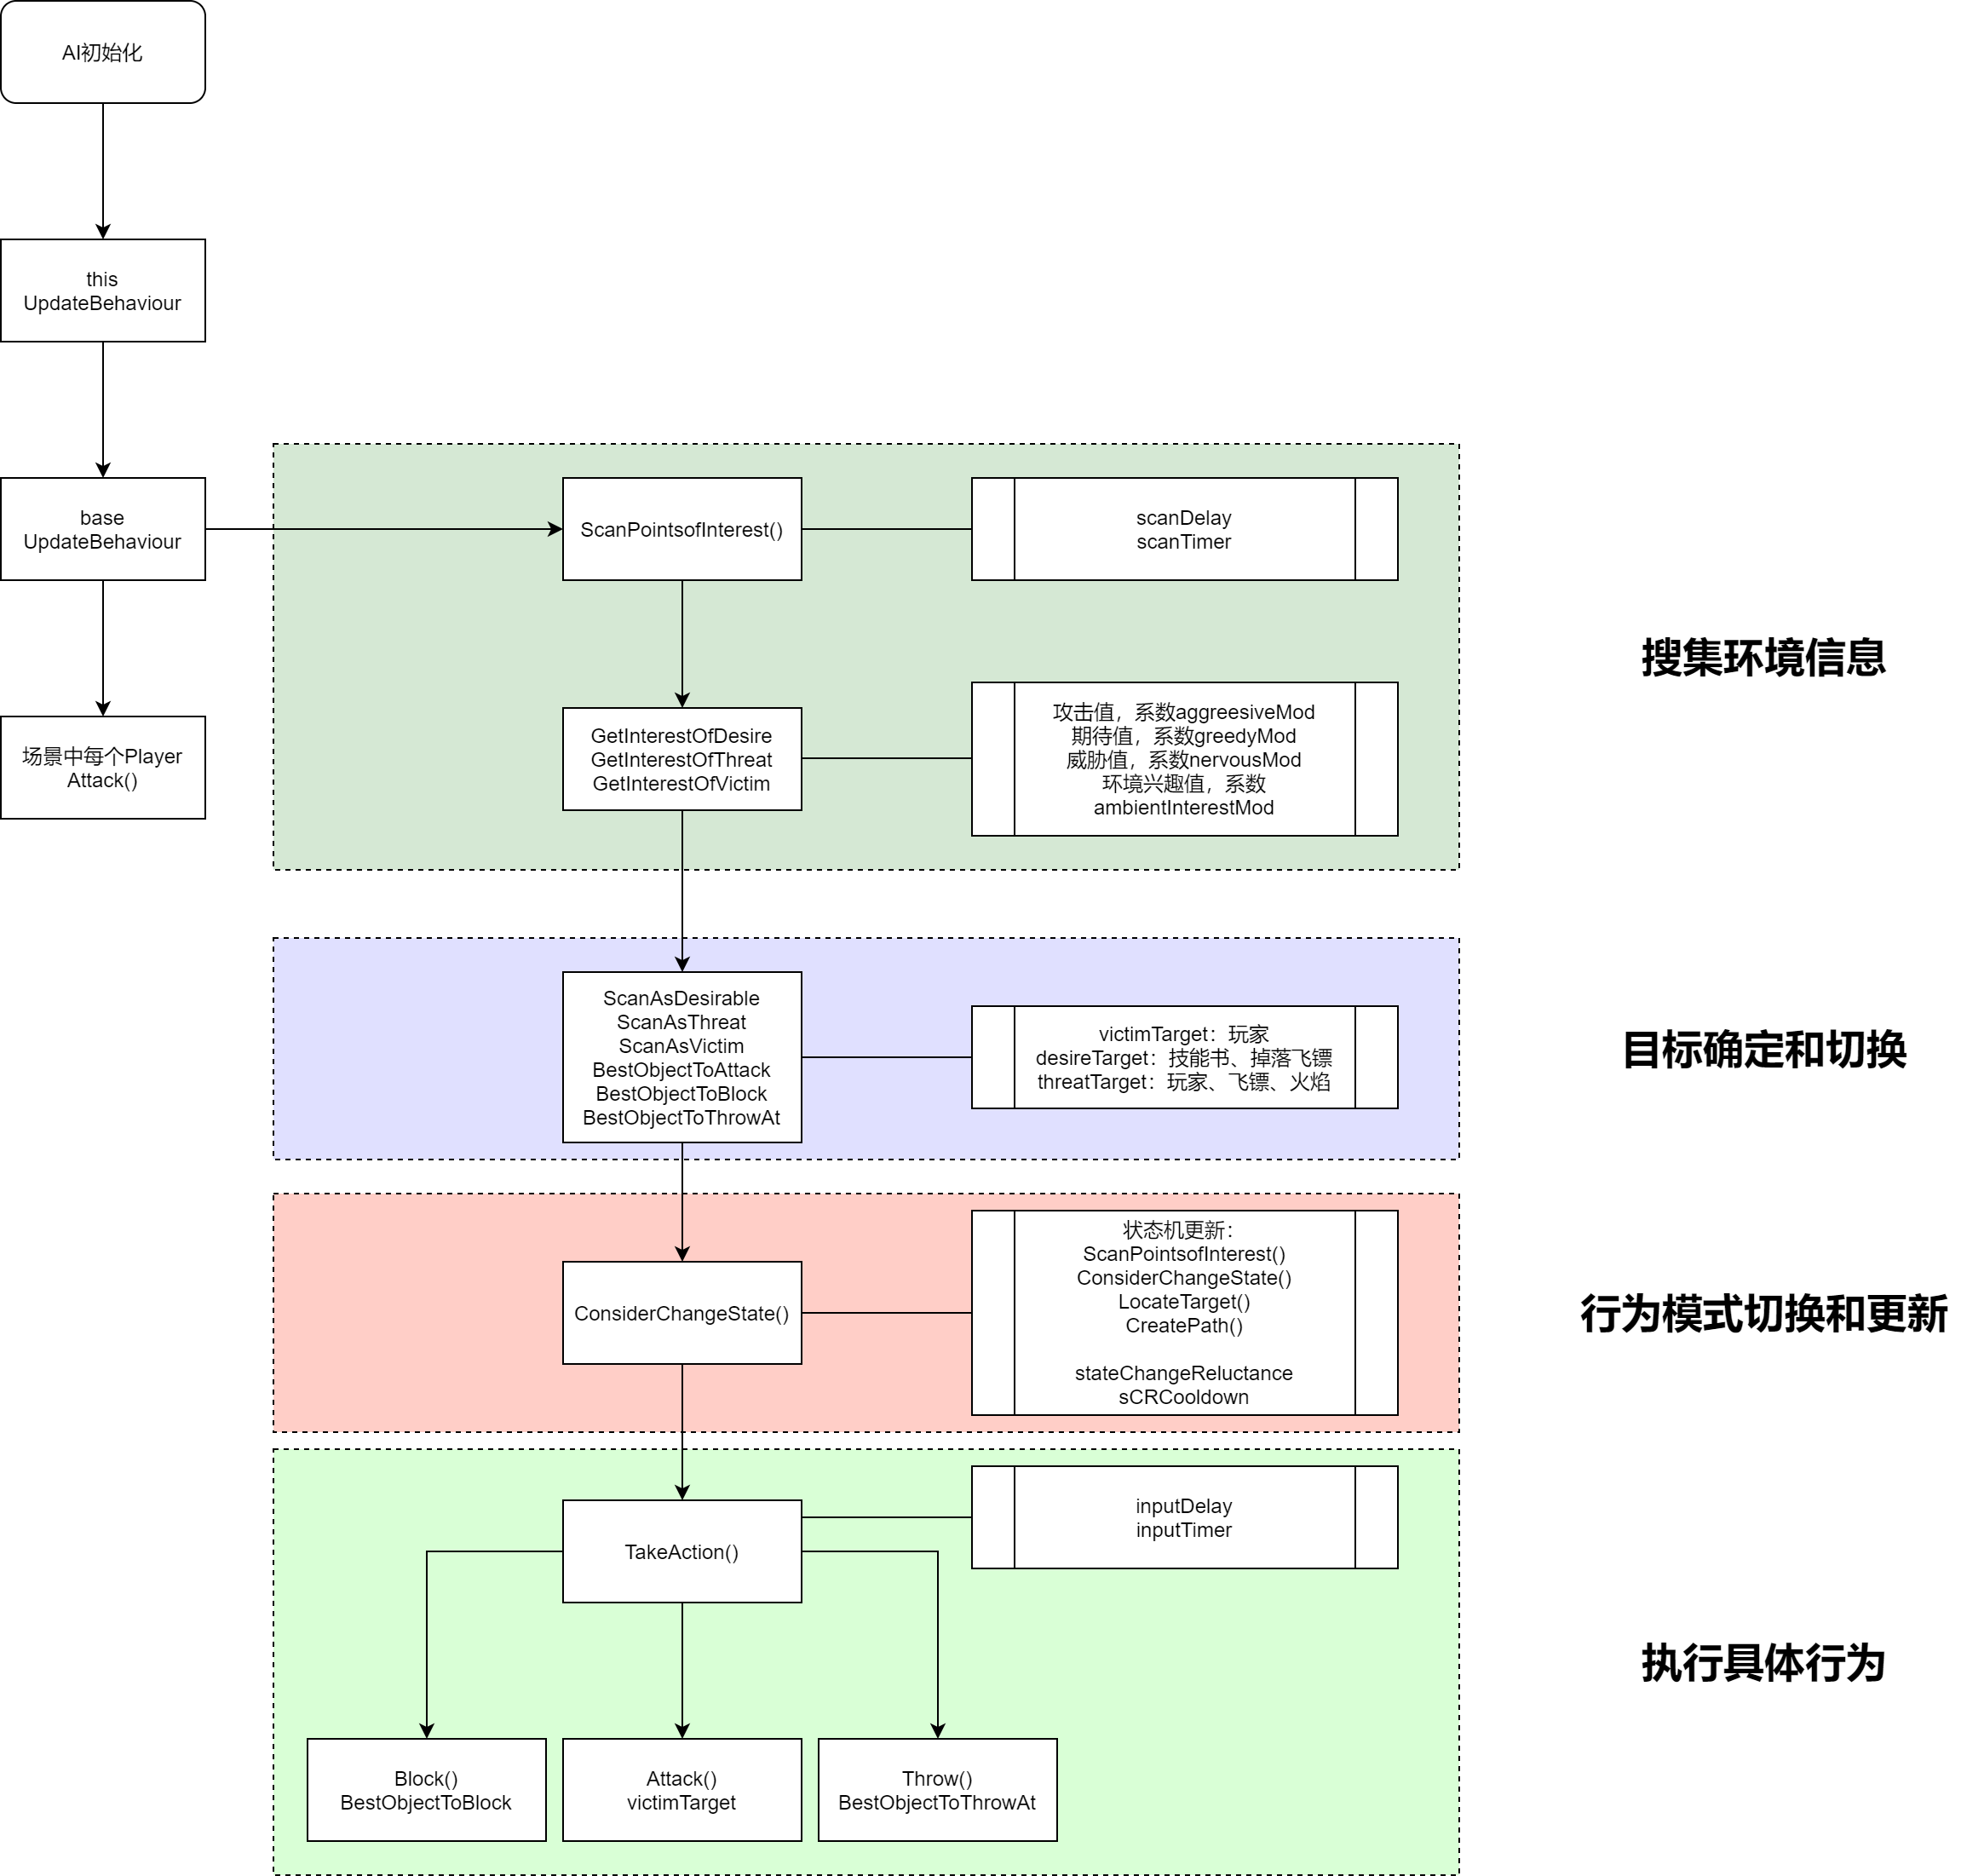 AI初始化
this
UpdateBehaviour
base
UpdateBehaviour
场景中每个Player
Attack()
ScanPointsofInterest()
scanDelay
scanTimer
GetInterestOfDesire
GetInterestOfThreat
GetInterestOfVictim
攻击值，系数aggreesiveMod
期待值，系数greedyMod
威胁值，系数nervousMod
环境兴趣值，系数
ambientInterestMod
搜集环境信息
ScanAsDesirable
ScanAsThreat
ScanAsVictim
BestObjectToAttack
BestObjectToBlock
BestObjectToThrowAt
victimTarget：玩家
desireTarget：技能书、掉落飞镖
threatTarget：玩家、飞镖、火焰
目标确定和切换
ConsiderChangeState()
状态机更新：
ScanPointsofInterest()
ConsiderChangeState()
LocateTarget()
CreatePath()
stateChangeReluctance
sCRCooldown
行为模式切换和更新
TakeAction()
inputDelay
inputTimer
Block()
BestObjectToBlock
Attack()
victimTarget
Throw()
BestObjectToThrowAt
执行具体行为